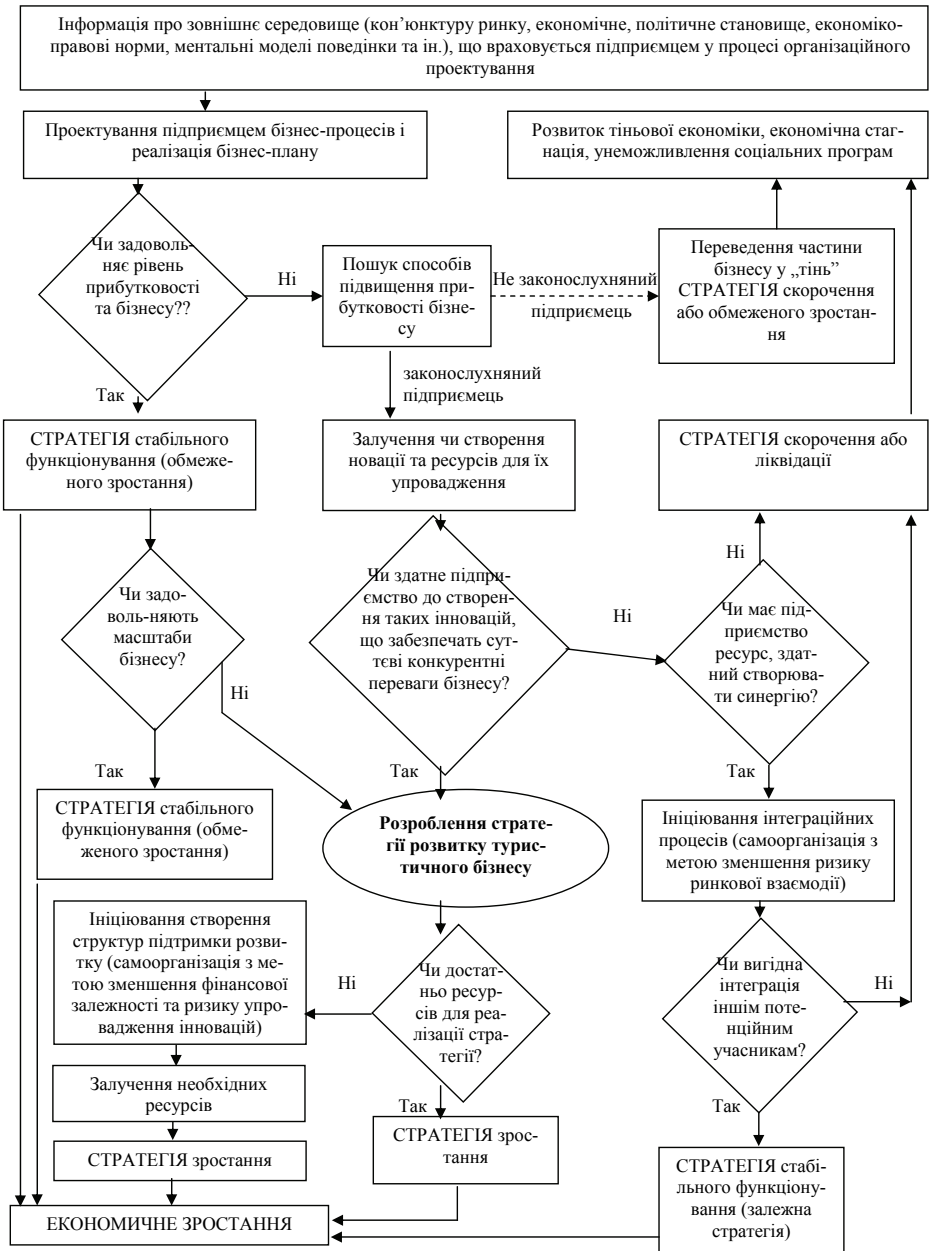 Інформація про зовнішнє середовище (кон’юнктуру ринку, економічне, політичне становище, економіко-
правові норми, ментальні моделі поведінки та ін.), що враховується підприємцем у процесі організаційного
проектування
Проектування підприємцем бізнес-процесів і
реалізація бізнес-плану
Розвиток тіньової економіки, економічна стаг-
нація, унеможливлення соціальних програм
Чи задоволь-
няє рівень
прибутковості
та бізнесу??
Ні
Пошук способів
підвищення при-
бутковості бізне-
су
Не законослухняний
підприємець
Переведення частини
бізнесу у „тінь”
СТРАТЕГІЯ скорочення
або обмеженого зростан-
ня
Так
законослухняний
підприємець
СТРАТЕГІЯ стабільного
функціонування (обмеже-
ного зростання)
Залучення чи створення
новації та ресурсів для їх
упровадження
СТРАТЕГІЯ скорочення або
ліквідації
Чи задо-
воль-няють
масштаби
бізнесу?
Ні
Чи здатне підпри-
ємство до створен-
ня таких інновацій,
що забезпечать сут-
тєві конкурентні
переваги бізнесу?
Ні
Ні
Чи має під-
приємство
ресурс, здат-
ний створюва-
ти синергію?
Так
Так
Так
СТРАТЕГІЯ стабільного
функціонування (обме-
женого зростання)
Розроблення страте-
гії розвитку турис-
тичного бізнесу
Ініціювання інтеграційних
процесів (самоорганізація з
метою зменшення ризику
ринкової взаємодії)
Ініціювання створення
структур підтримки розви-
тку (самоорганізація з ме-
тою зменшення фінансової
залежності та ризику упро-
вадження інновацій)
Ні
Чи достат-
ньо ресур-
сів для реа-
лізації стра-
тегії?
Чи вигідна
інтеграція
іншим поте-
нційним
учасникам?
Ні
Залучення необхідних
ресурсів
Так
Так
СТРАТЕГІЯ зростання
СТРАТЕГІЯ зрос-
тання
СТРАТЕГІЯ стабі-
льного функціону-
вання (залежна
стратегія)
ЕКОНОМИЧНЕ ЗРОСТАННЯ